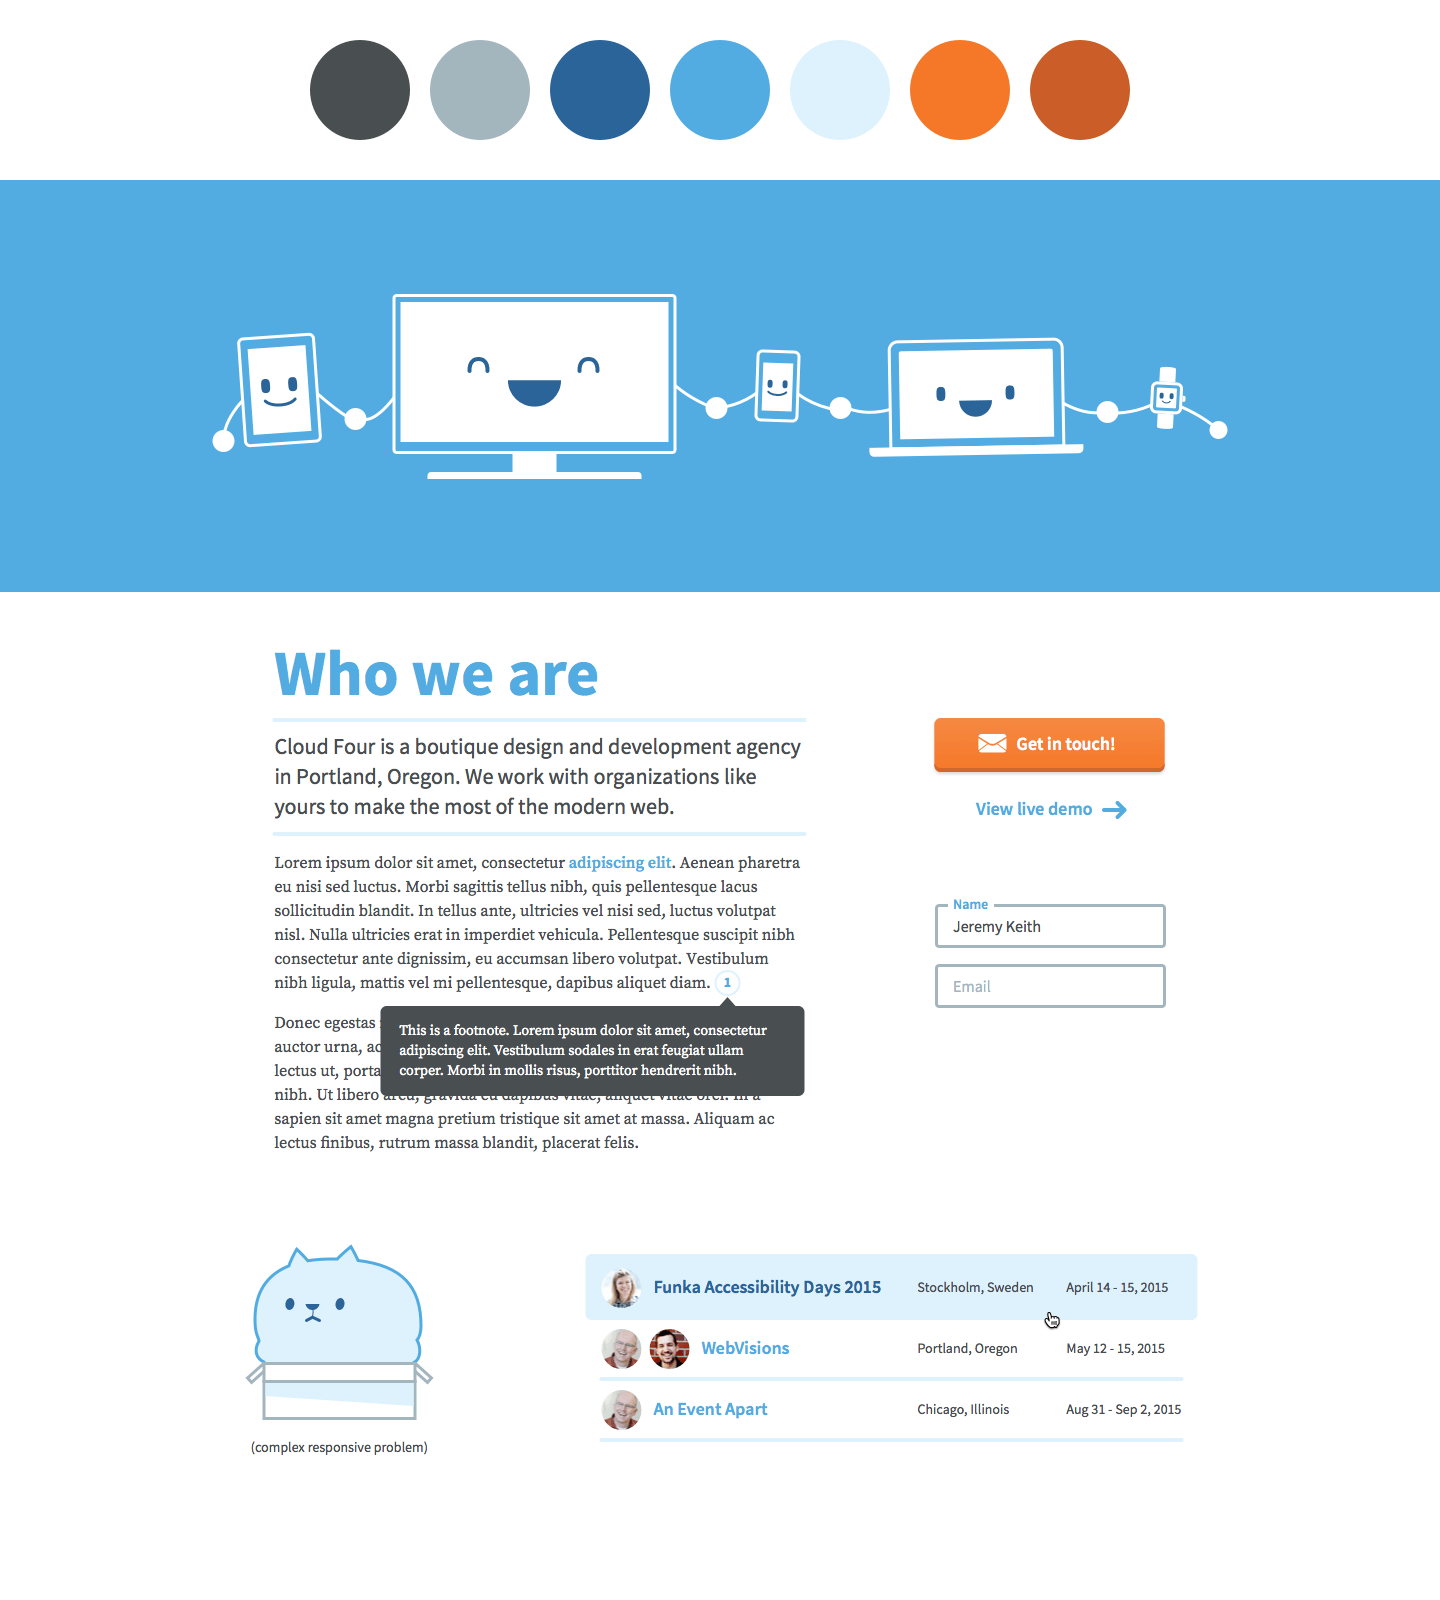 Who we are
Cloud Four is a boutique design and development agency
in Portland, Oregon. We work with organizations like
yours to make the most of the modern web.
Get in touch!
View live demo
Lorem ipsum dolor sit amet, consectetur adipiscing elit. Aenean pharetra
eu nisi sed luctus. Morbi sagittis tellus nibh, quis pellentesque lacus
sollicitudin blandit. In tellus ante, ultricies vel nisi sed, luctus volutpat
nisl. Nulla ultricies erat in imperdiet vehicula. Pellentesque suscipit nibh
consectetur ante dignissim, eu accumsan libero volutpat. Vestibulum
nibh ligula, mattis vel mi pellentesque, dapibus aliquet diam. 1
Name
Jeremy Keith
Email
This is a footnote. Lorem ipsum dolor sit amet, consectetur
adipiscing elit. Vestibulum sodales in erat feugiat ullam
corper. Morbi in mollis risus, porttitor hendrerit nibh.
Donec egestas
auctor urna, ac
lectus ut, porta
nibh. Ut libero
sapien sit amet magna pretium tristique sit amet at massa. Aliquam ac
lectus finibus, rutrum massa blandit, placerat felis.
(complex responsive problem)
Funka Accessibility Days 2015 Stockholm, Sweden April 14 - 15, 2015
WebVisions Portland, Oregon May 12 - 15, 2015
An Event Apart Chicago, Illinois Aug 31 - Sep 2, 2015